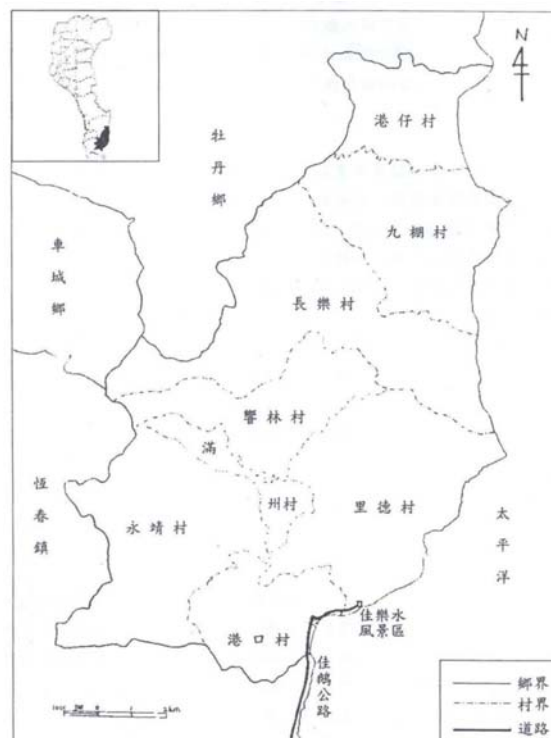 N
港仔村
牡丹鄉
九棚村
車城鄉
長樂村
響林村
滿
州村
里德村
恆春鎮
永靖村
太平洋
港口村
佳樂水
風景區
佳鵝公路
鄉界
村界
道路